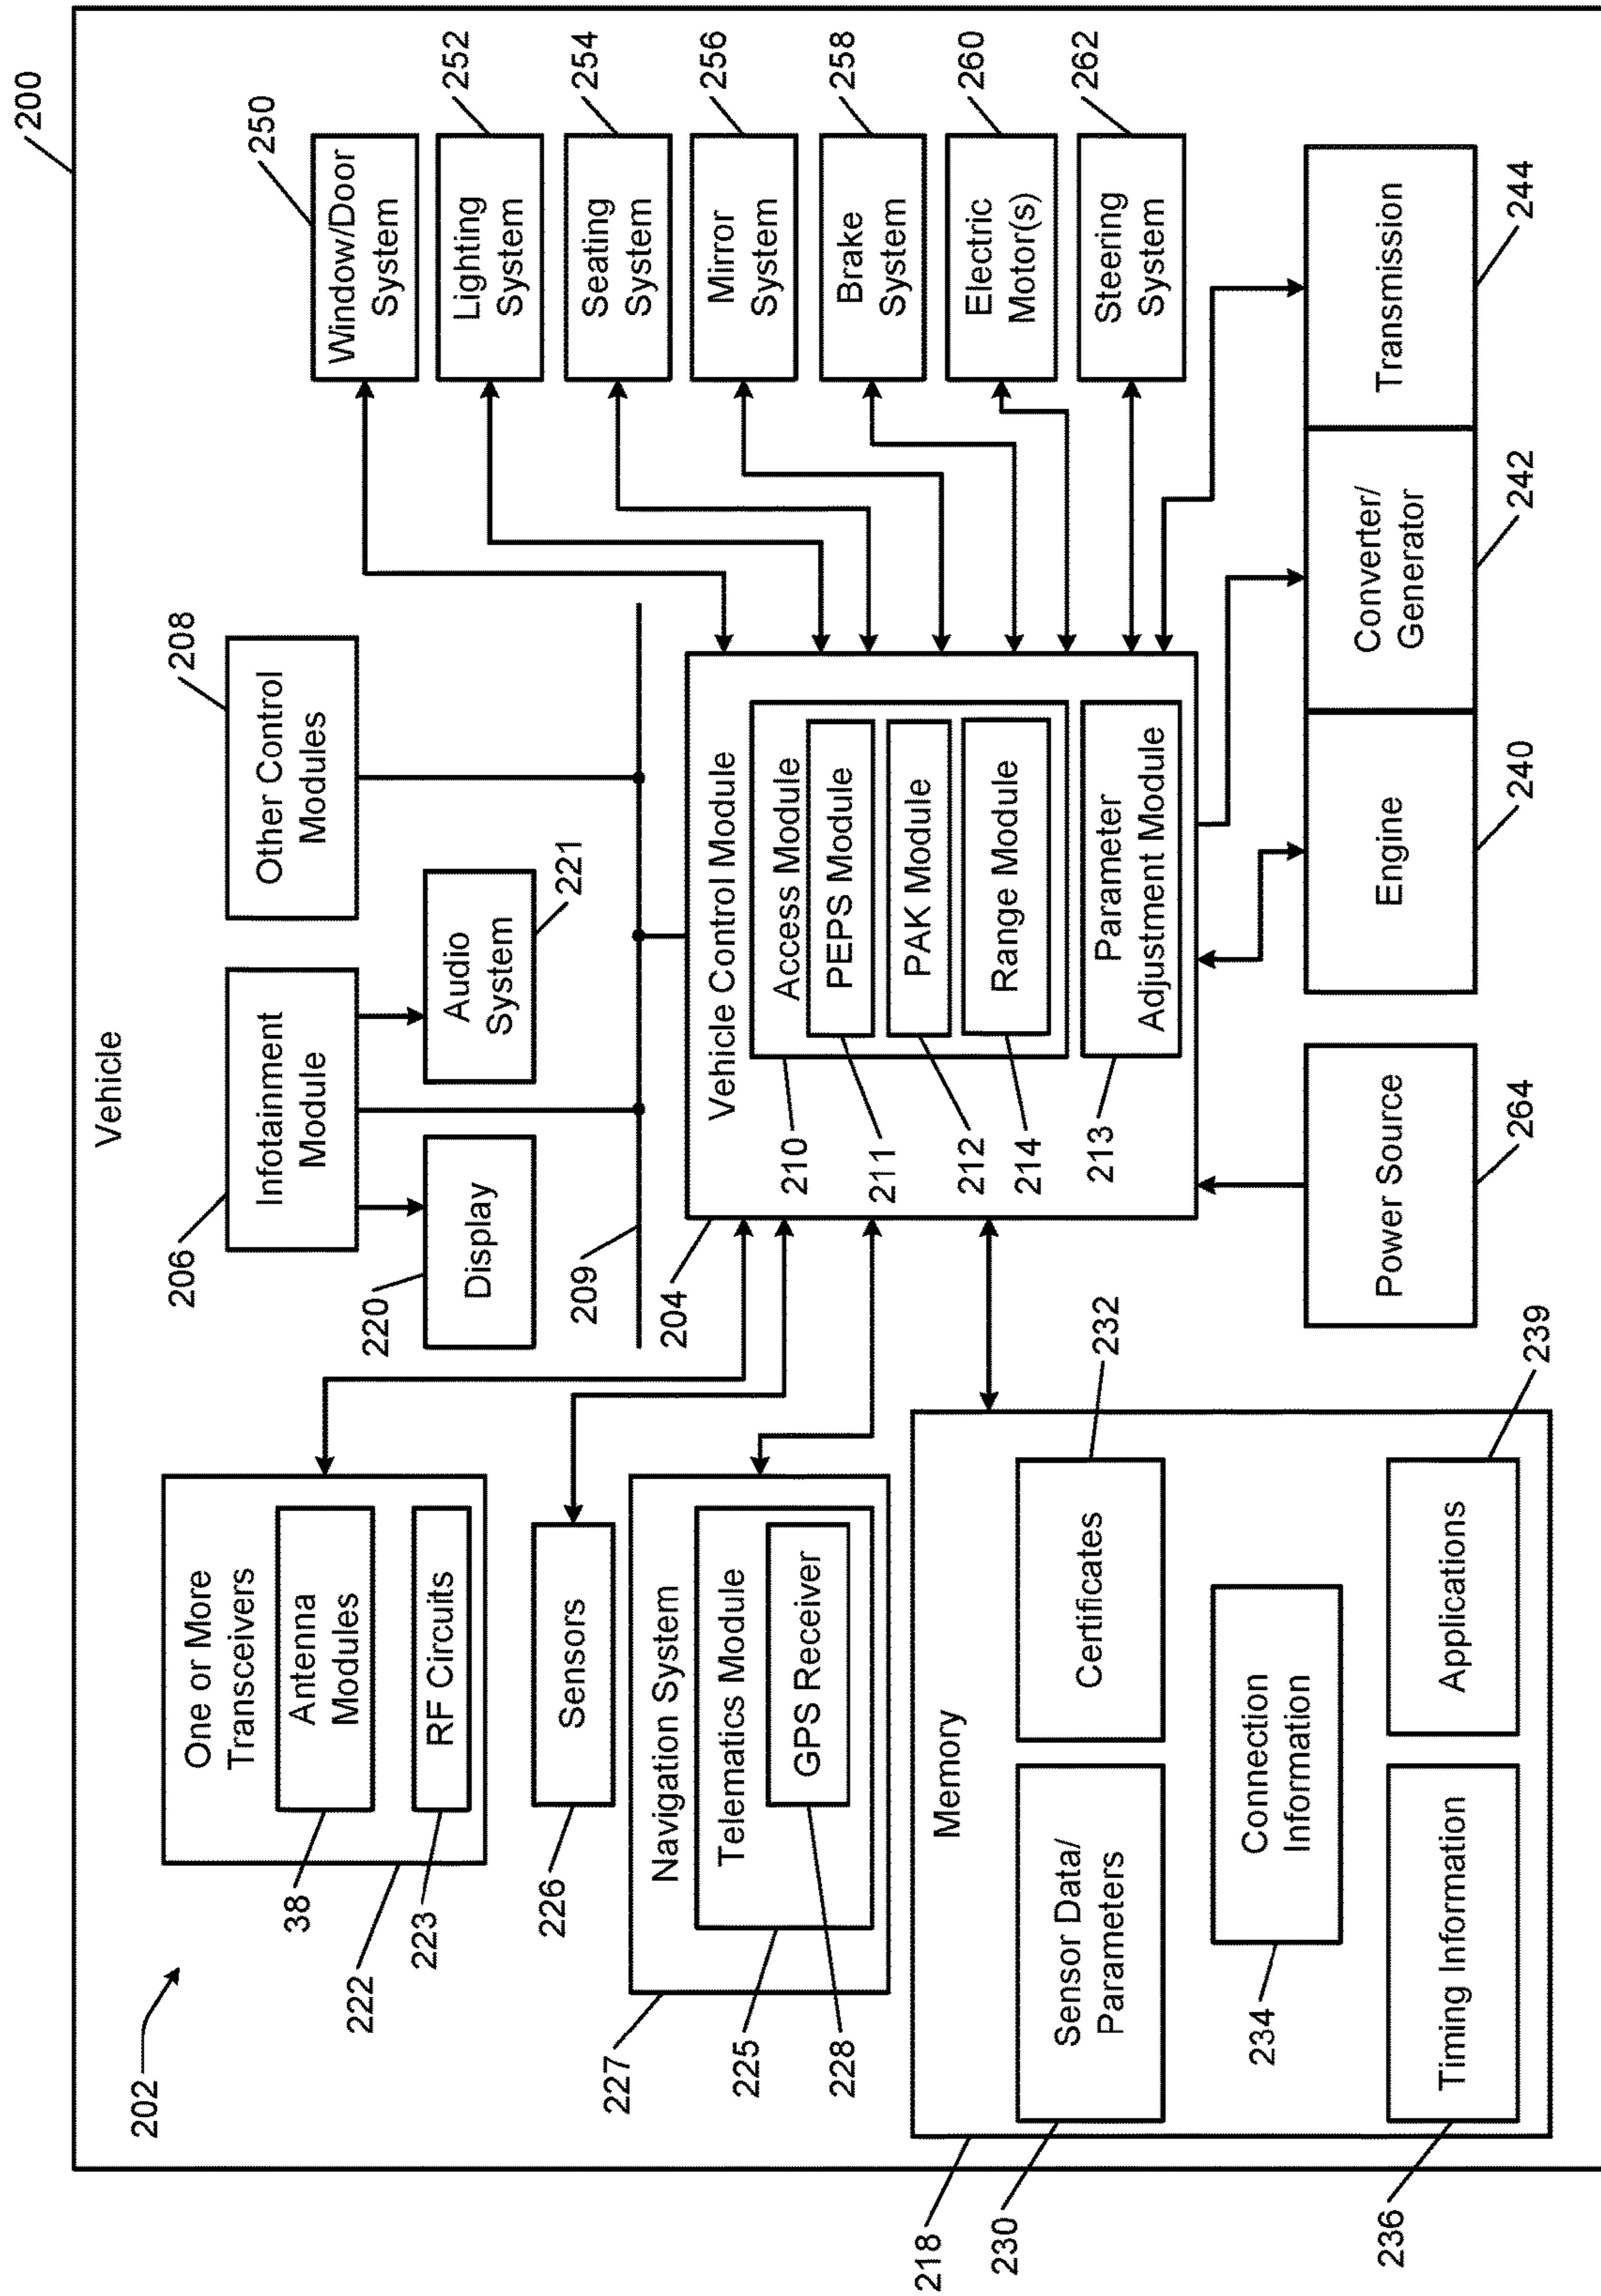 200
Vehicle
202
206
Infotainment
Module
208
Other Control
Modules
220
Display
Audio
System
221
209
250
Window/Door
System
Lighting
System
252
Seating
System
254
Mirror
System
256
Brake
System
258
Electric
Motor(s)
260
Steering
System
262
One or More
Transceivers
Antenna
Modules
RF Circuits
38
223
222
Sensors
226
Navigation System
Telematics Module
GPS Receiver
227
225
228
204
Vehicle Control Module
Access Module
PEPS Module
PAK Module
Range Module
Parameter
Adjustment Module
210
211
212
214
213
Memory
Sensor Data/
Parameters
Certificates
232
Connection
Information
234
Timing Information
Applications
239
218
230
236
Power Source
264
Engine
240
Converter/
Generator
242
Transmission
244